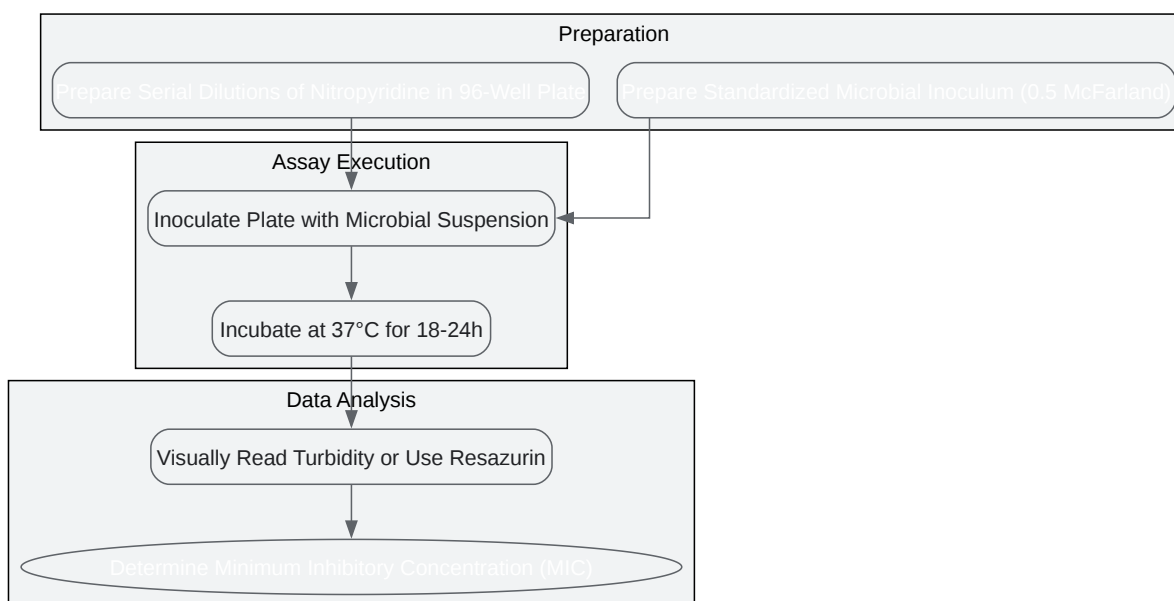 Preparation
Prepare Serial Dilutions of Nitropyridine in 96-Well Plate
Prepare Standardized Microbial Inoculum (0.5 McFarland)
Assay Execution
Inoculate Plate with Microbial Suspension
Incubate at 37°C for 18-24h
Data Analysis
Visually Read Turbidity or Use Resazurin
Determine Minimum Inhibitory Concentration (MIC)